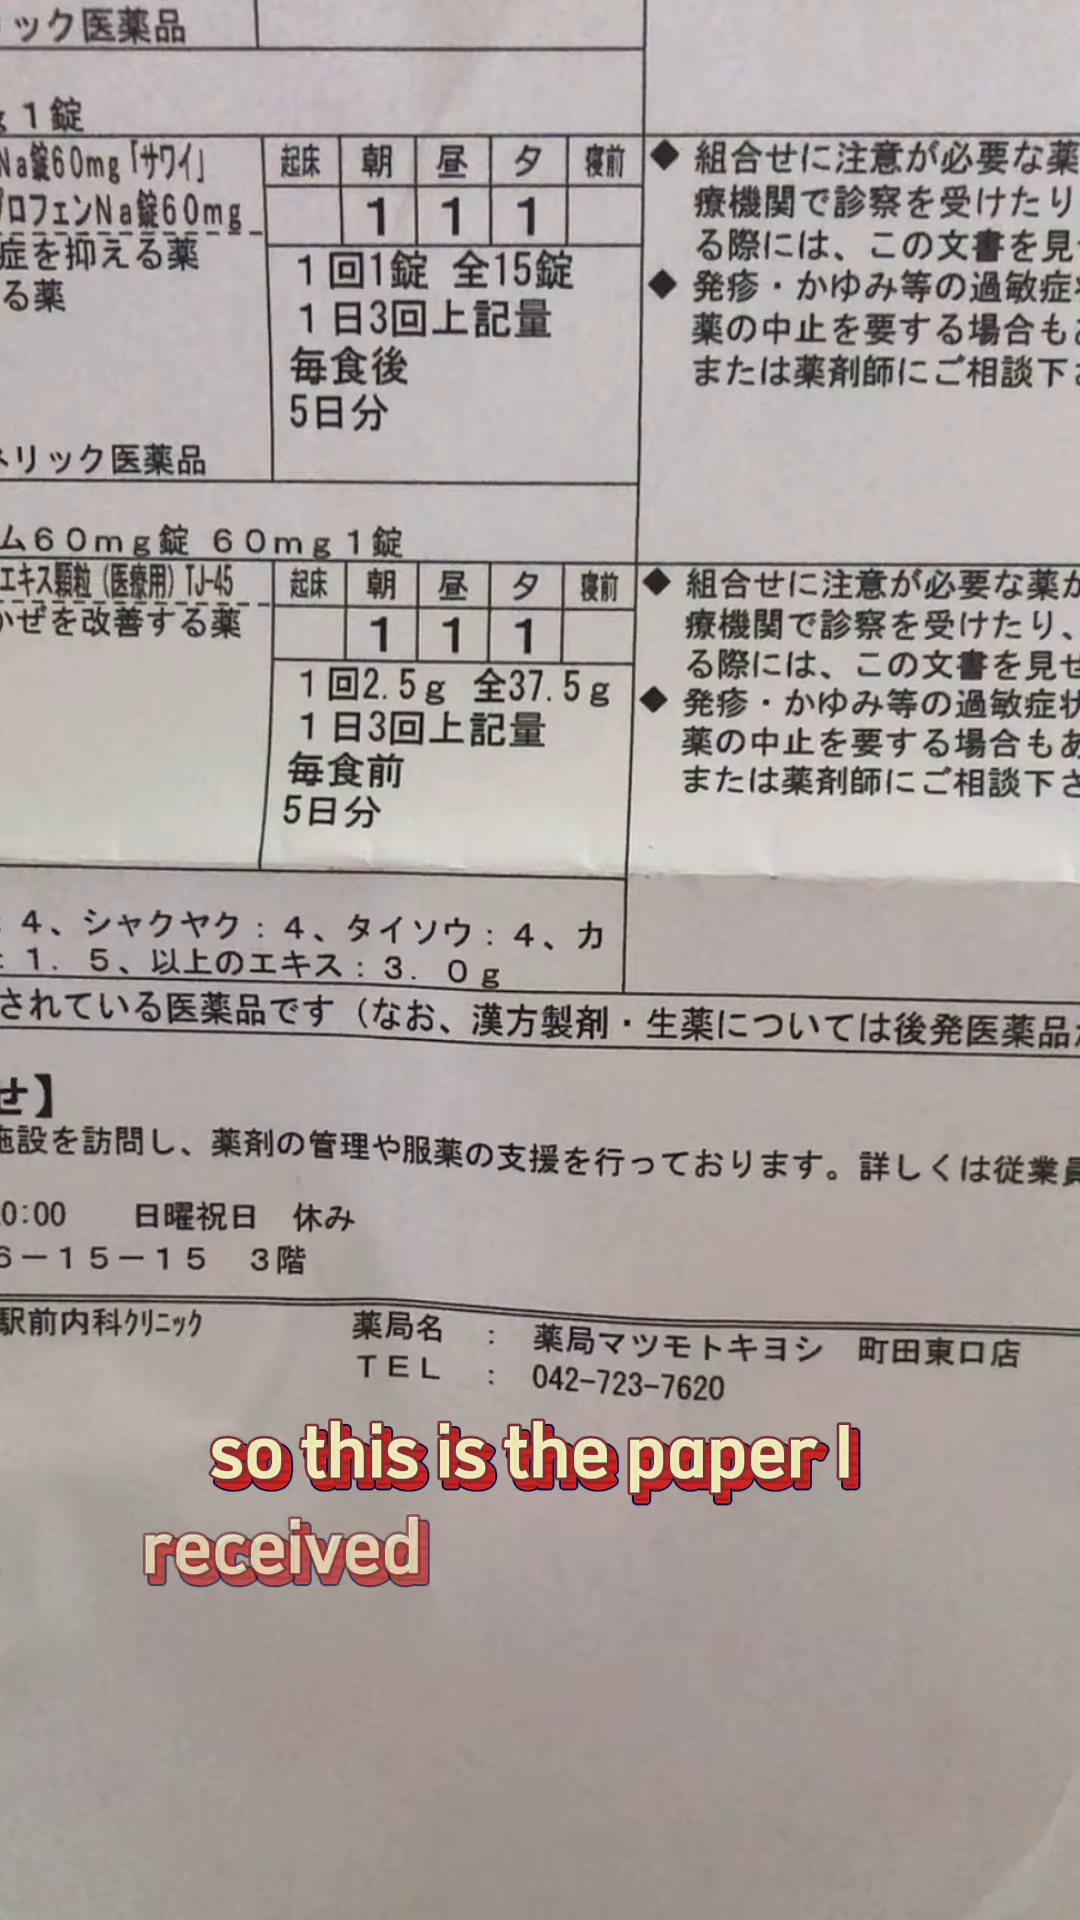 ック医薬品
1錠
Na錠60mg「サワイ」
プロフェンNa錠60mg
症を抑える薬
る薬
起床 朝 昼 夕 寝前
1 1 1
1回1錠 全15錠
1日3回上記量
毎食後
5日分
◆ 組合せに注意が必要な薬
療機関で診察を受けたり
る際には、この文書を見
◆ 発疹・かゆみ等の過敏症
薬の中止を要する場合も
または薬剤師にご相談下
ネリック医薬品
ム60mg錠 60mg1錠
エキス顆粒(医療用)TJ-45
かぜを改善する薬
起床 朝 昼 夕 寝前
1 1 1
1回2.5g 全37.5g
1日3回上記量
毎食前
5日分
◆ 組合せに注意が必要な薬が
療機関で診察を受けたり、
る際には、この文書を見せ
◆ 発疹・かゆみ等の過敏症状
薬の中止を要する場合もあ
または薬剤師にご相談下さ
:4、シャクヤク:4、タイソウ:4、カ
:1.5、以上のエキス:3.0g
されている医薬品です(なお、漢方製剤・生薬については後発医薬品が
せ】
施設を訪問し、薬剤の管理や服薬の支援を行っております。詳しくは従業員
0:00 日曜祝日 休み
6-15-15 3階
駅前内科クリニック
薬局名 : 薬局マツモトキヨシ 町田東口店
TEL : 042-723-7620
so this is the paper I
received